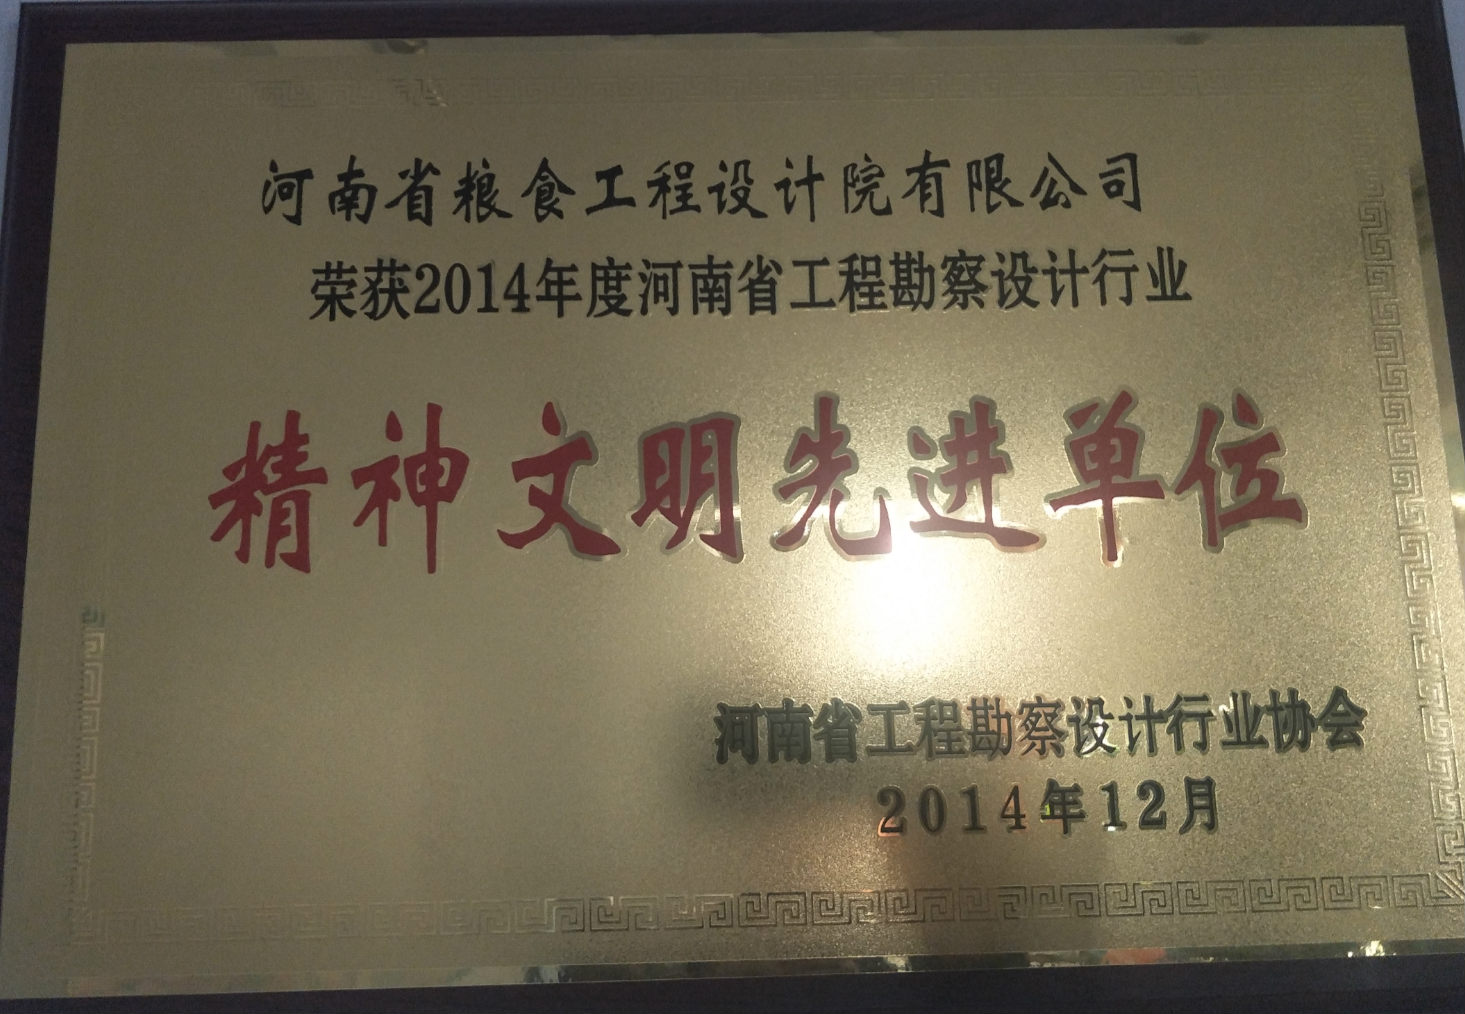 河南省粮食工程设计院有限公司
荣获2014年度河南省工程勘察设计行业
精神文明先进单位
河南省工程勘察设计行业协会
2014年12月